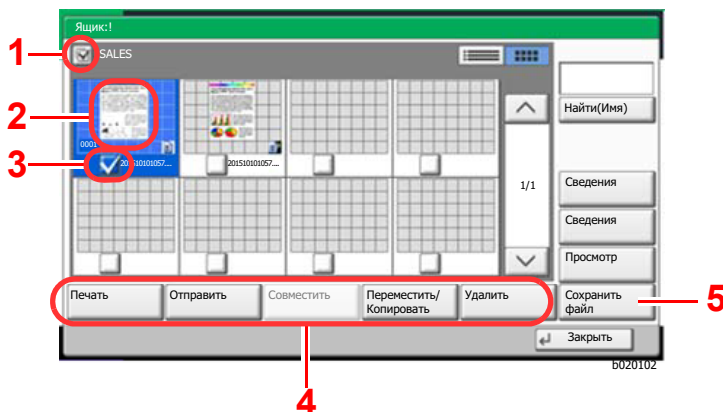 Ящик:!
1
SALES
2
Найти(Имя)
0001
3
201510101057....
201510101057....
1/1
Сведения
Сведения
Просмотр
Печать
Отправить
Совместить
Переместить/
Копировать
Удалить
Сохранить
файл
5
Закрыть
b020102
4